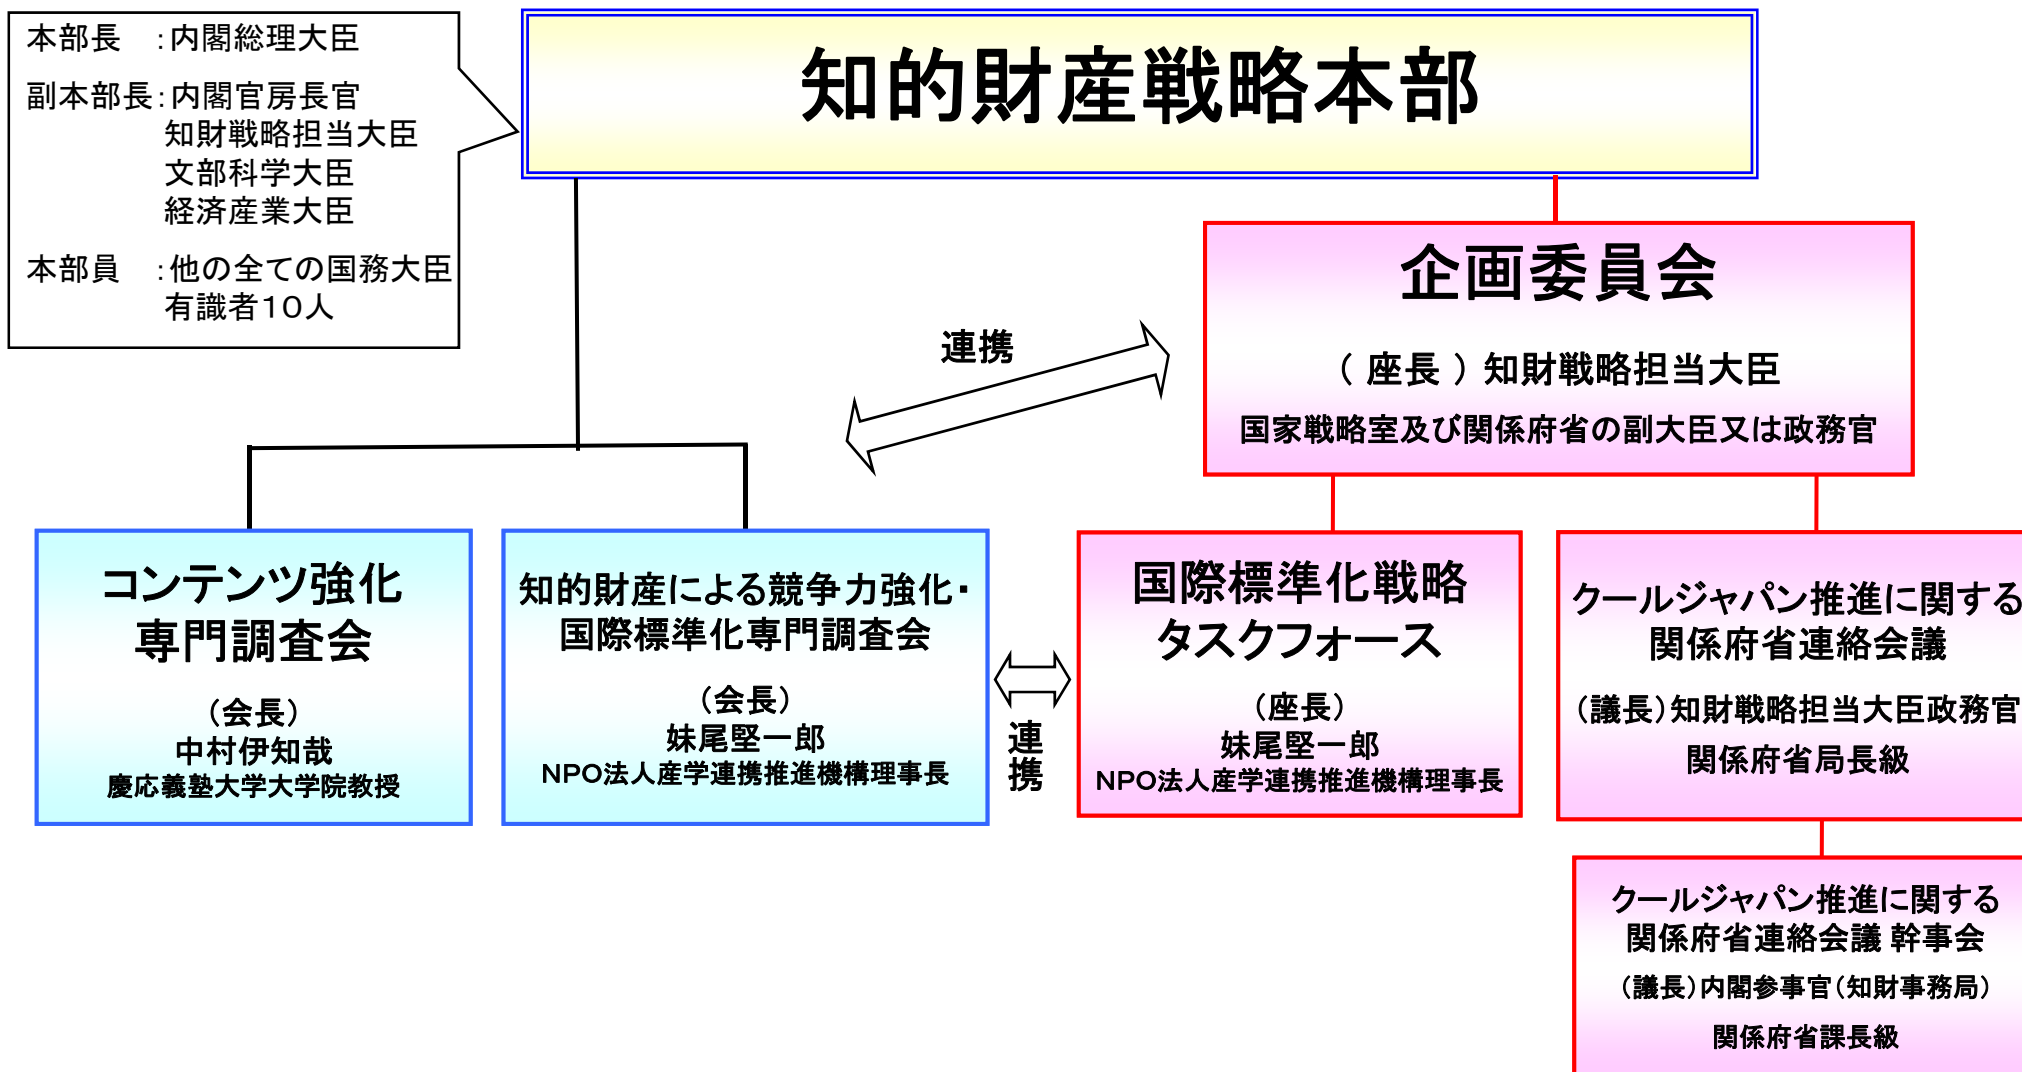 本部長　：内閣総理大臣
副本部長：内閣官房長官
知財戦略担当大臣
文部科学大臣
経済産業大臣
本部員　：他の全ての国務大臣
有識者１０人
知的財産戦略本部
企画委員会
（ 座長 ） 知財戦略担当大臣
国家戦略室及び関係府省の副大臣又は政務官
連携
コンテンツ強化
専門調査会
（会長）
中村伊知哉
慶応義塾大学大学院教授
知的財産による競争力強化・
国際標準化専門調査会
（会長）
妹尾堅一郎
NPO法人産学連携推進機構理事長
連携
国際標準化戦略
タスクフォース
（座長）
妹尾堅一郎
NPO法人産学連携推進機構理事長
クールジャパン推進に関する
関係府省連絡会議
（議長）知財戦略担当大臣政務官
関係府省局長級
クールジャパン推進に関する
関係府省連絡会議 幹事会
（議長）内閣参事官（知財事務局）
関係府省課長級